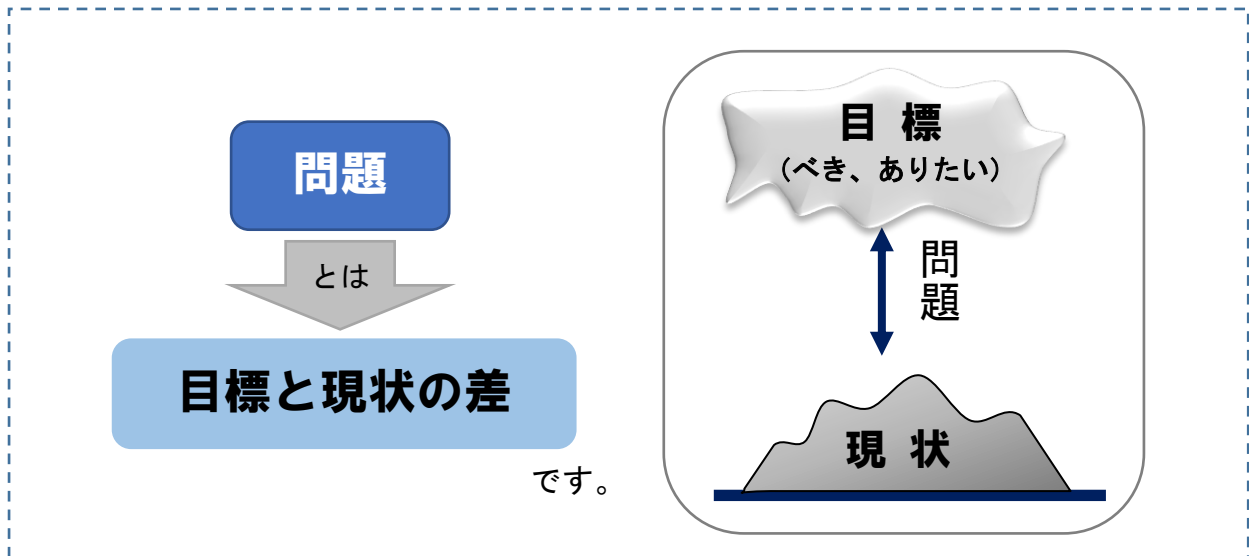 問題
とは
目標と現状の差
です。
目 標
（べき、ありたい）
問題
現 状